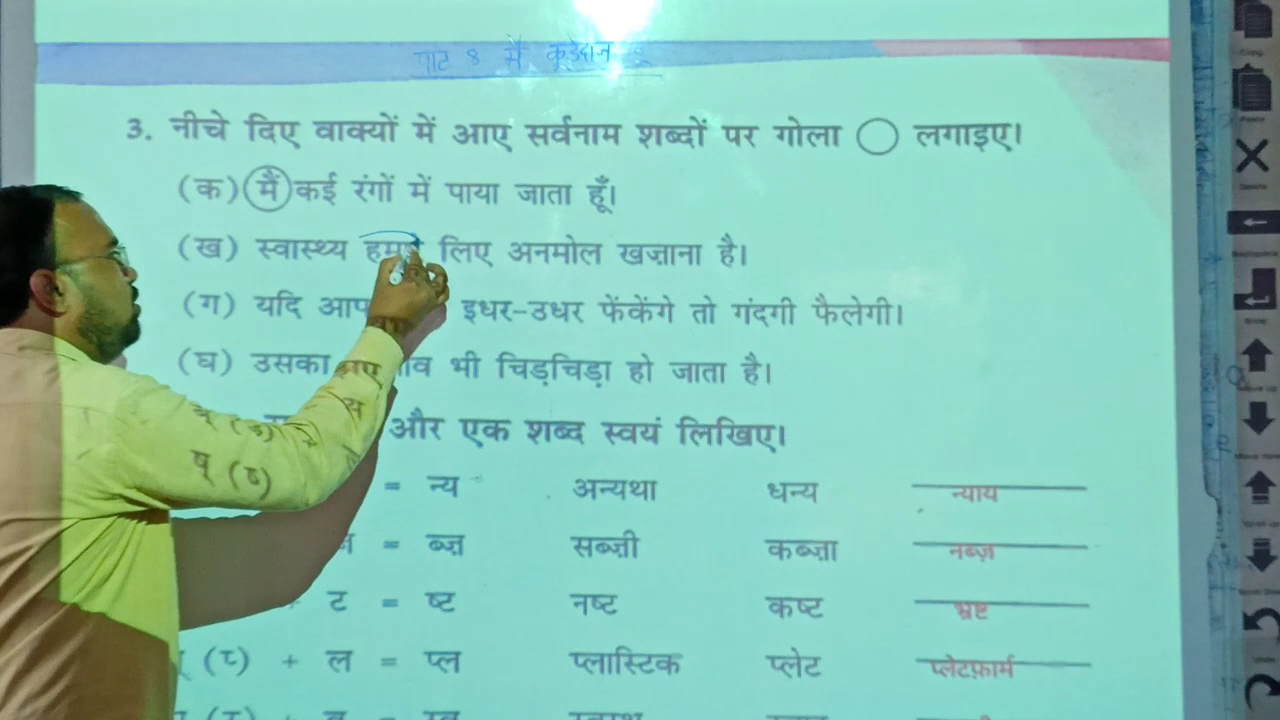 पाठ 8 मैं कूड़ेदान
3. नीचे दिए वाक्यों में आए सर्वनाम शब्दों पर गोला ◯ लगाइए।
(क) मैं कई रंगों में पाया जाता हूँ।
(ख) स्वास्थ्य लिए अनमोल खज़ाना है।
(ग) यदि आप इधर-उधर फेंकेंगे तो गंदगी फैलेगी।
(घ) उसका भी चिड़चिड़ा हो जाता है।
और एक शब्द स्वयं लिखिए।
= न्य अन्यथा धन्य न्याय
= ब्ज़ सब्ज़ी कब्ज़ा नब्ज़
ट = ष्ट नष्ट कष्ट भ्रष्ट
+ ल = प्ल प्लास्टिक प्लेट प्लेटफ़ार्म